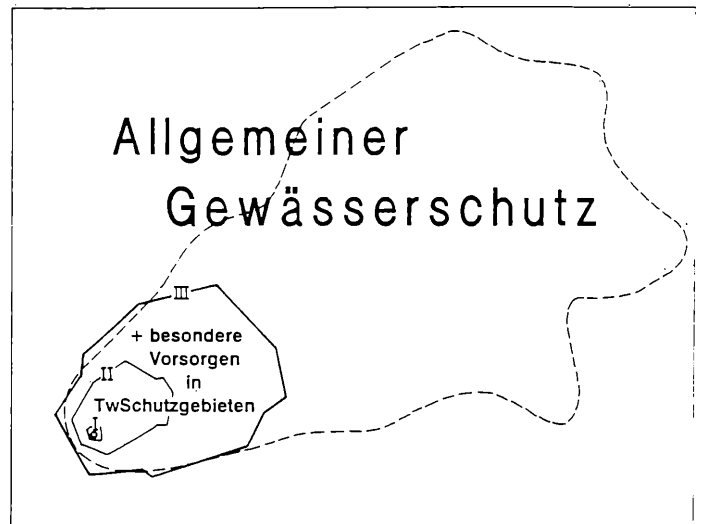 Allgemeiner
Gewässerschutz
III
+ besondere
Vorsorgen
II
in
TwSchutzgebieten
I